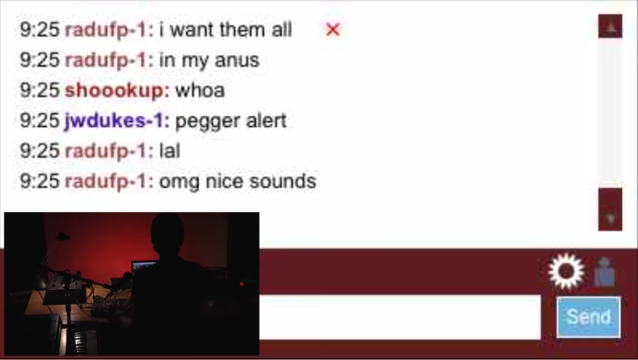 9:25 radufp-1: i want them all
9:25 radufp-1: in my anus
9:25 shoookup: whoa
9:25 jwdukes-1: pegger alert
9:25 radufp-1: lal
9:25 radufp-1: omg nice sounds
Send